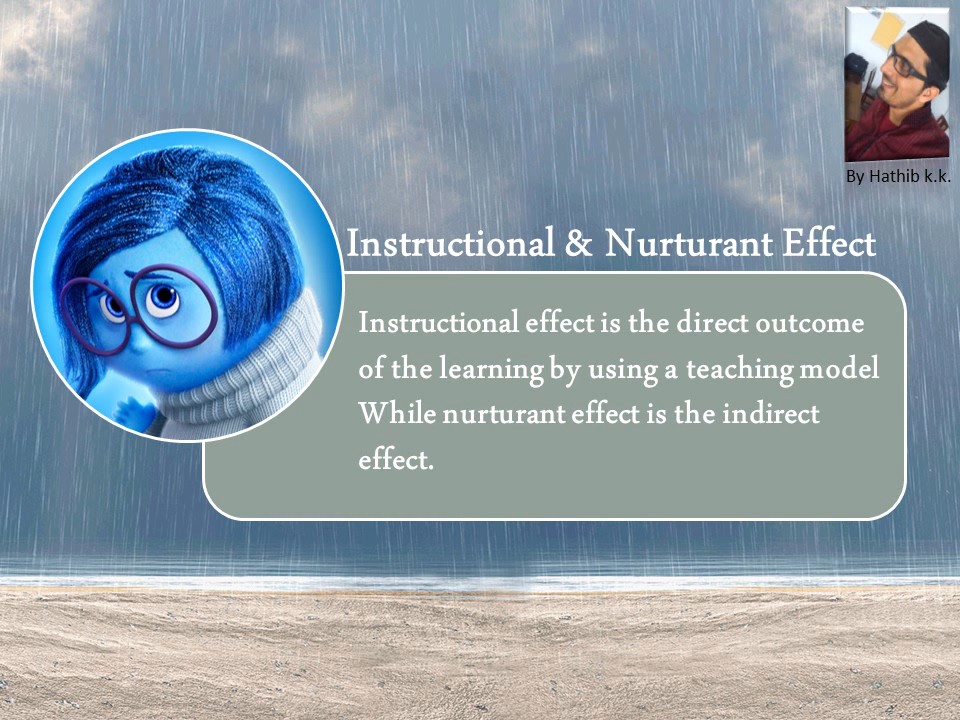 By Hathib k.k.
Instructional & Nurturant Effect
Instructional effect is the direct outcome
of the learning by using a teaching model
While nurturant effect is the indirect
effect.